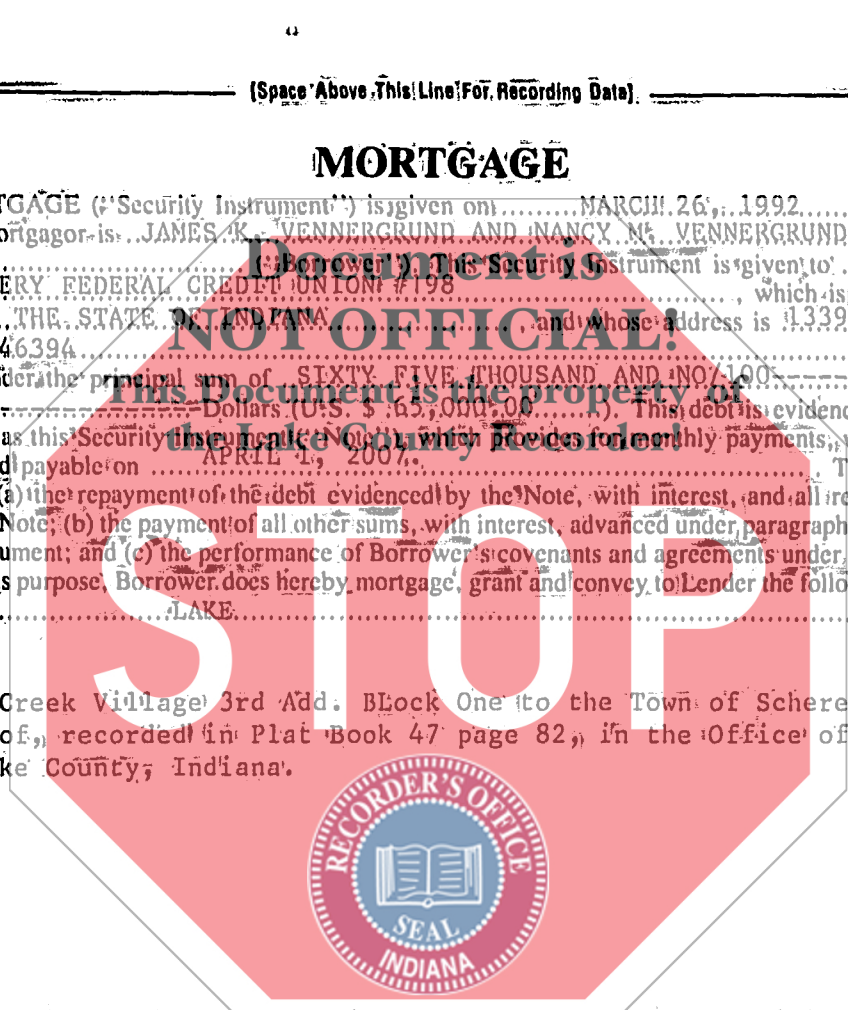 (Space Above This Line For Recording Data)
MORTGAGE
TGAGE ("Security Instrument") is given on ........ MARCH 26, 1992
ortgagor is JAMES K. VENNERGRUND AND NANCY M. VENNERGRUND
("Borrower"). This Security Instrument is given to
ERY FEDERAL CREDIT UNION #198 , which is
THE STATE OF INDIANA , and whose address is 1339
46394
der the principal sum of SIXTY FIVE THOUSAND AND NO/100
Dollars (U.S. $ 65,000.00 ). This debt is evidenc
as this Security Instrument ("Note"), which provides for monthly payments,
d payable on APRIL 1, 2007. T
(a) the repayment of the debt evidenced by the Note, with interest, and all re
Note; (b) the payment of all other sums, with interest, advanced under paragraph
ument; and (c) the performance of Borrower's covenants and agreements under
s purpose, Borrower does hereby mortgage, grant and convey to Lender the follo
LAKE
Creek Village 3rd Add. Block One to the Town of Schere
of, recorded in Plat Book 47 page 82, in the Office of
ke County, Indiana.
Document is
NOT OFFICIAL!
This Document is the property of
the Lake County Recorder!
STOP
RECORDER'S OFFICE
SEAL
INDIANA